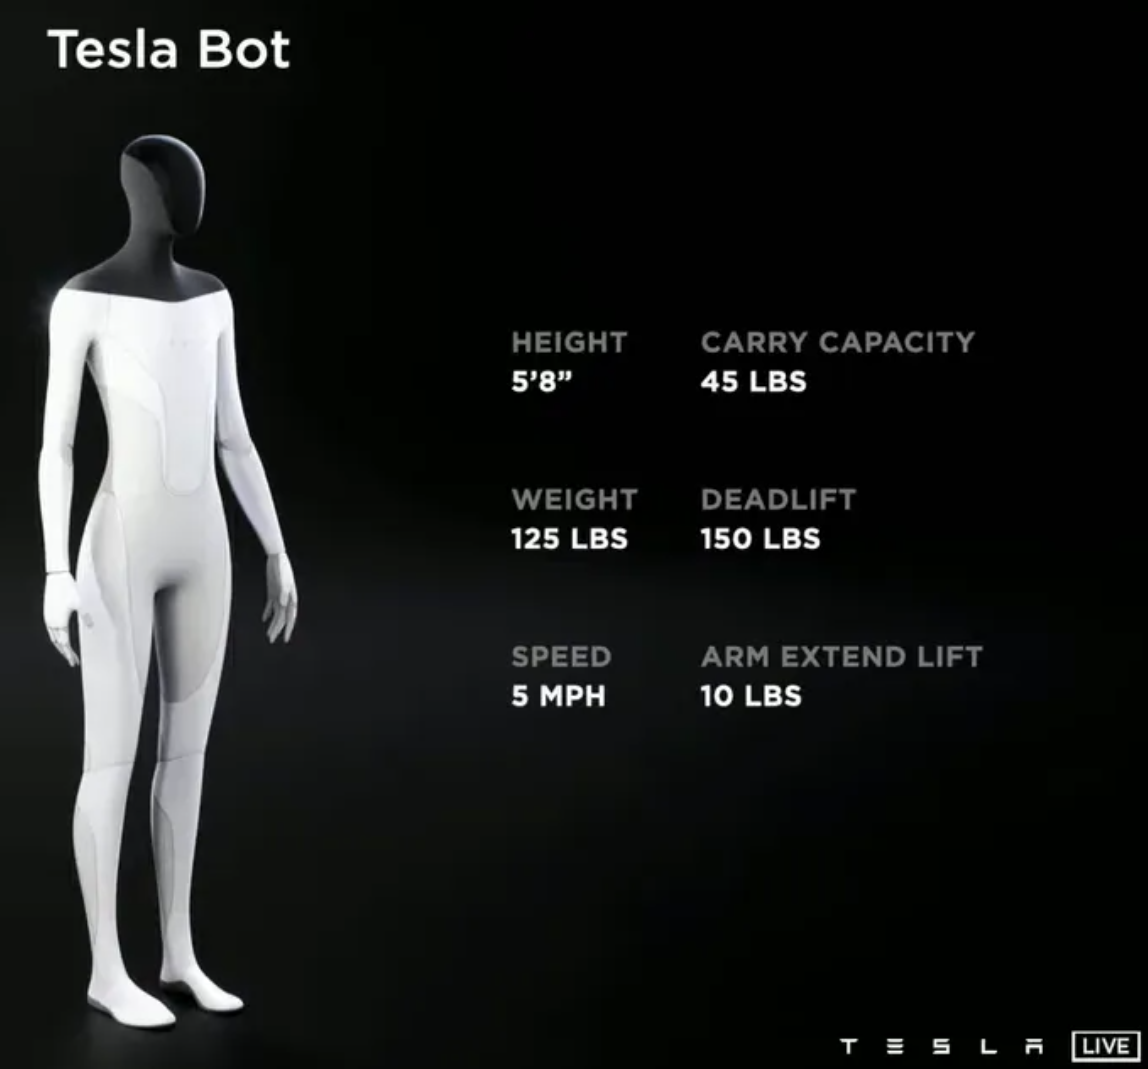 Tesla Bot
HEIGHT
5’8”
CARRY CAPACITY
45 LBS
WEIGHT
125 LBS
DEADLIFT
150 LBS
SPEED
5 MPH
ARM EXTEND LIFT
10 LBS
TESLA LIVE